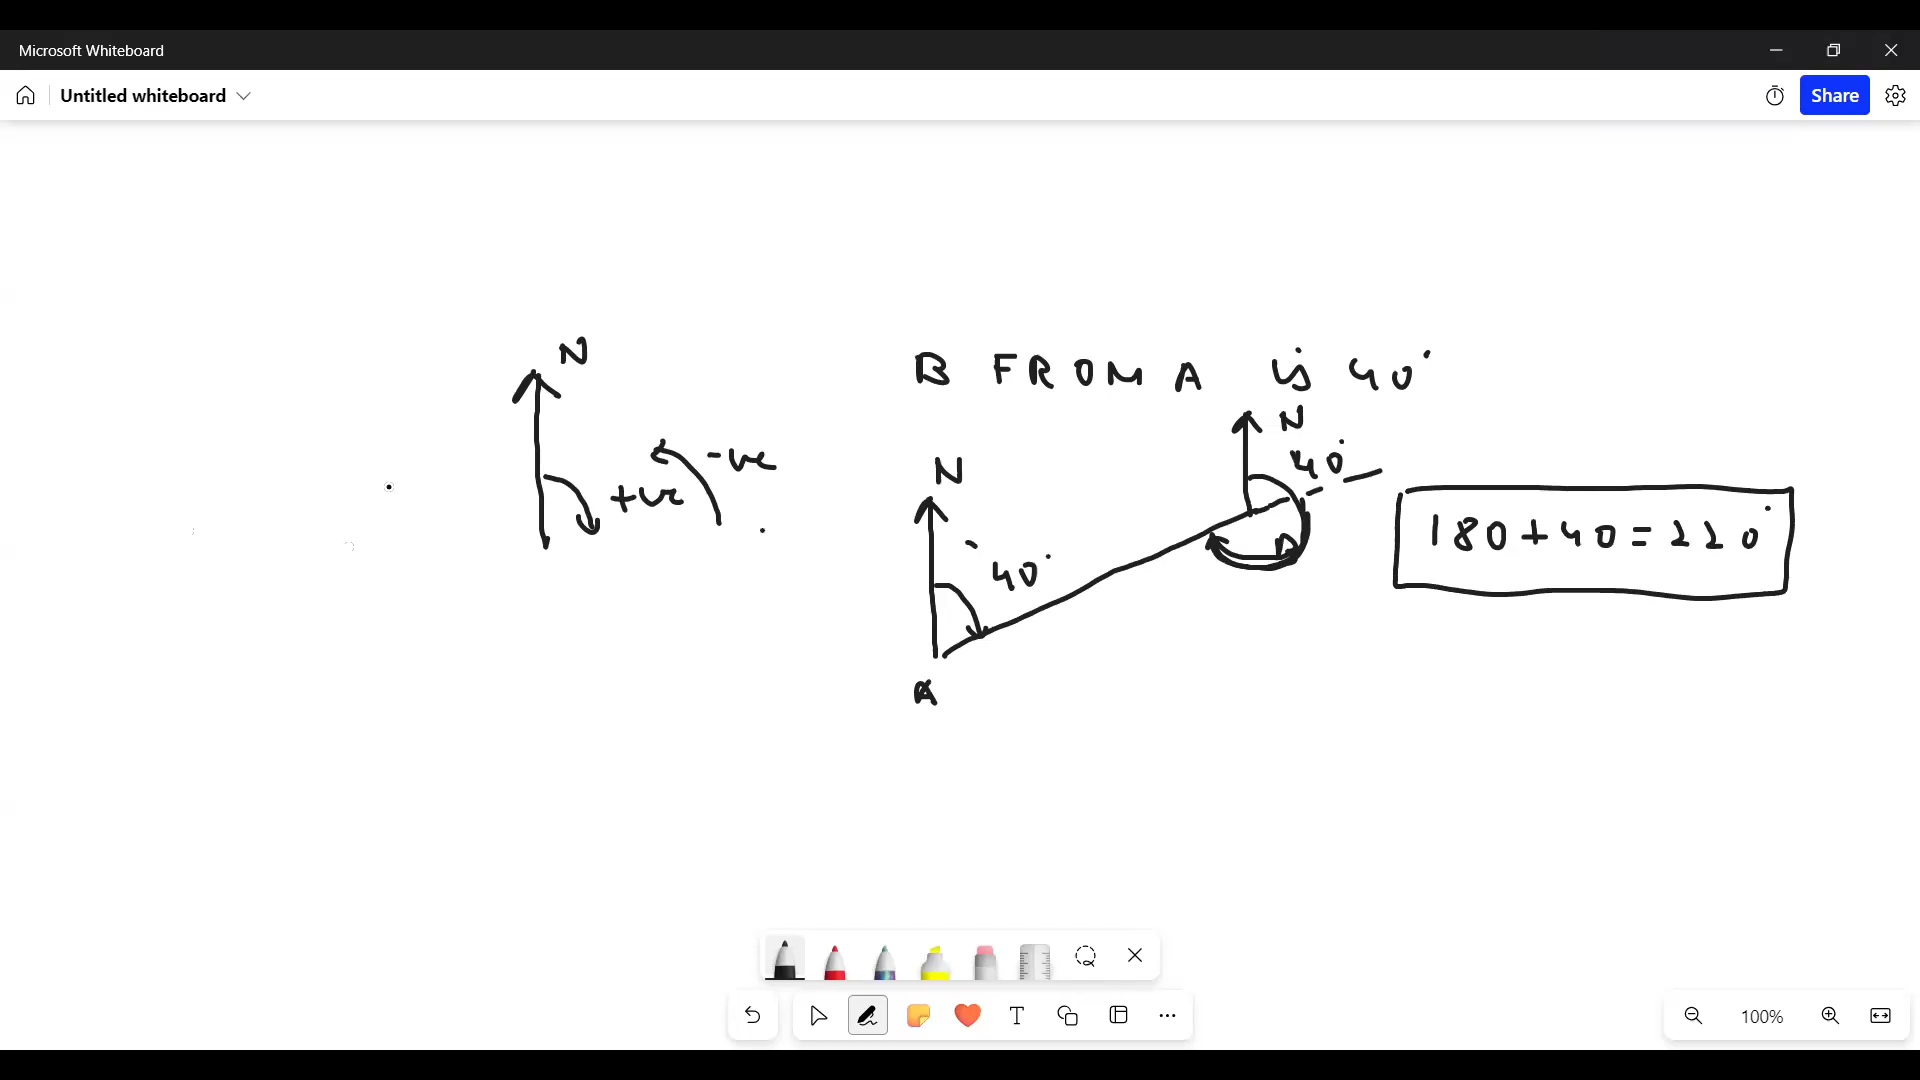 Microsoft Whiteboard
Untitled whiteboard
Share
N
+ve
-ve
B FROM A is 40°
N
40°
A
N
40°
180+40=220°
100%